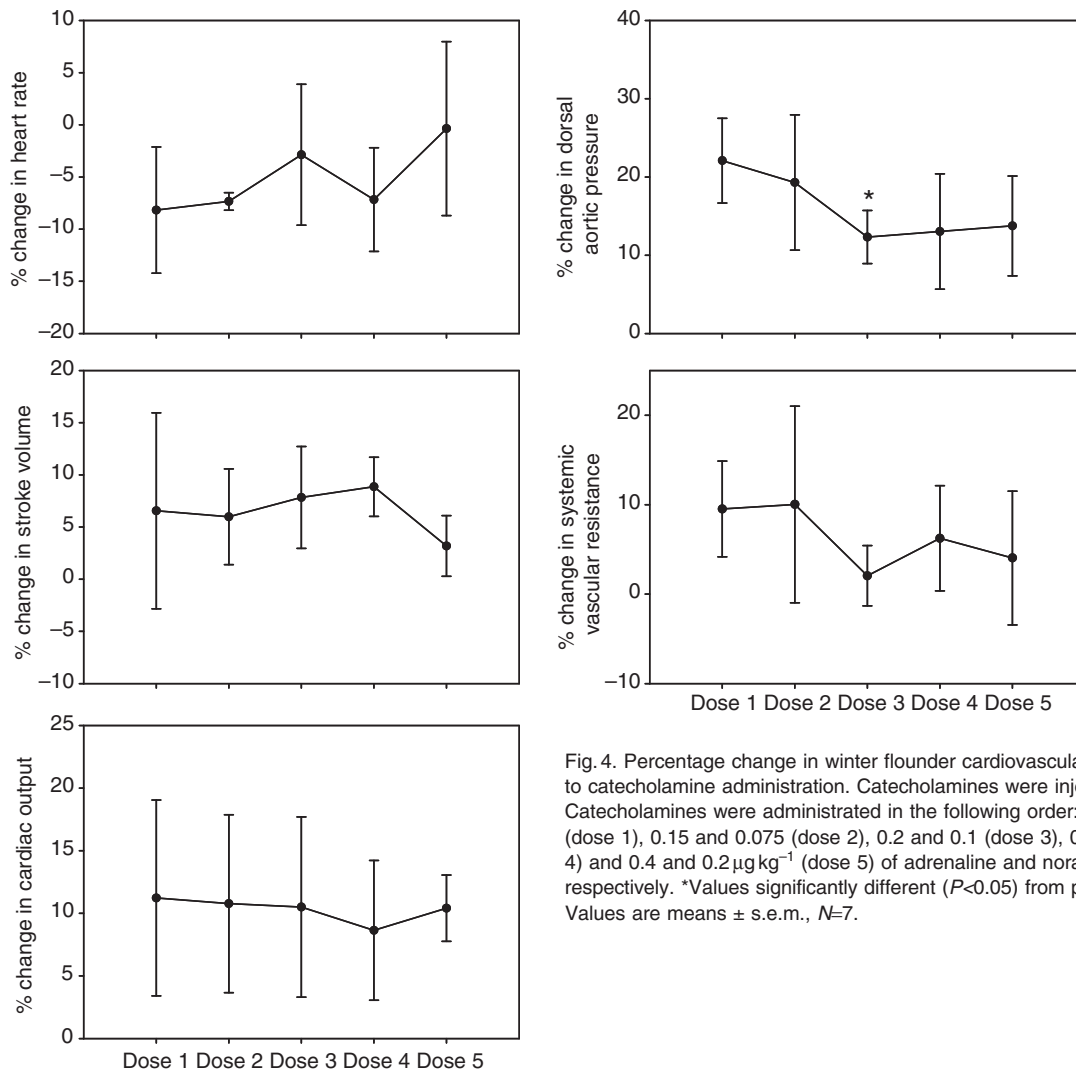 10
5
0
–5
–10
–15
–20
% change in heart rate
40
30
20
10
0
% change in dorsal
aortic pressure
*
20
15
10
5
0
–5
–10
% change in stroke volume
20
10
0
–10
% change in systemic
vascular resistance
Dose 1 Dose 2 Dose 3 Dose 4 Dose 5
25
20
15
10
5
0
% change in cardiac output
Dose 1 Dose 2 Dose 3 Dose 4 Dose 5
Fig. 4. Percentage change in winter flounder
to catecholamine administration. Catecholamines were
Catecholamines were administrated in the following order:
(dose 1), 0.15 and 0.075 (dose 2), 0.2 and 0.1 (dose 3),
4) and 0.4 and 0.2 µg kg–1 (dose 5) of adrenaline and
respectively. *Values significantly different (P<0.05) from
Values are means ± s.e.m., N=7.